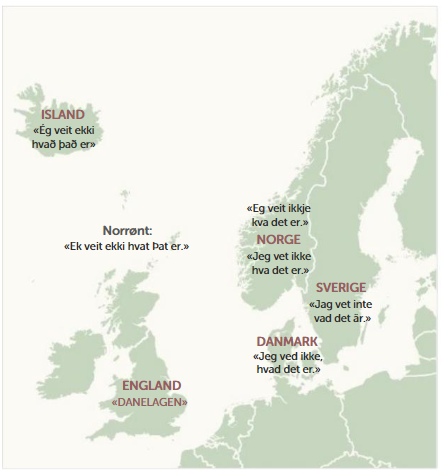 ISLAND
«Ég veit ekki
hvað það er»
«Eg veit ikkje
kva det er.»
Norrønt:
«Ek veit ekki hvat Þat er.»
NORGE
«Jeg vet ikke
hva det er.»
SVERIGE
«Jag vet inte
vad det är.»
DANMARK
«Jeg ved ikke,
hvad det er.»
ENGLAND
«DANELAGEN»